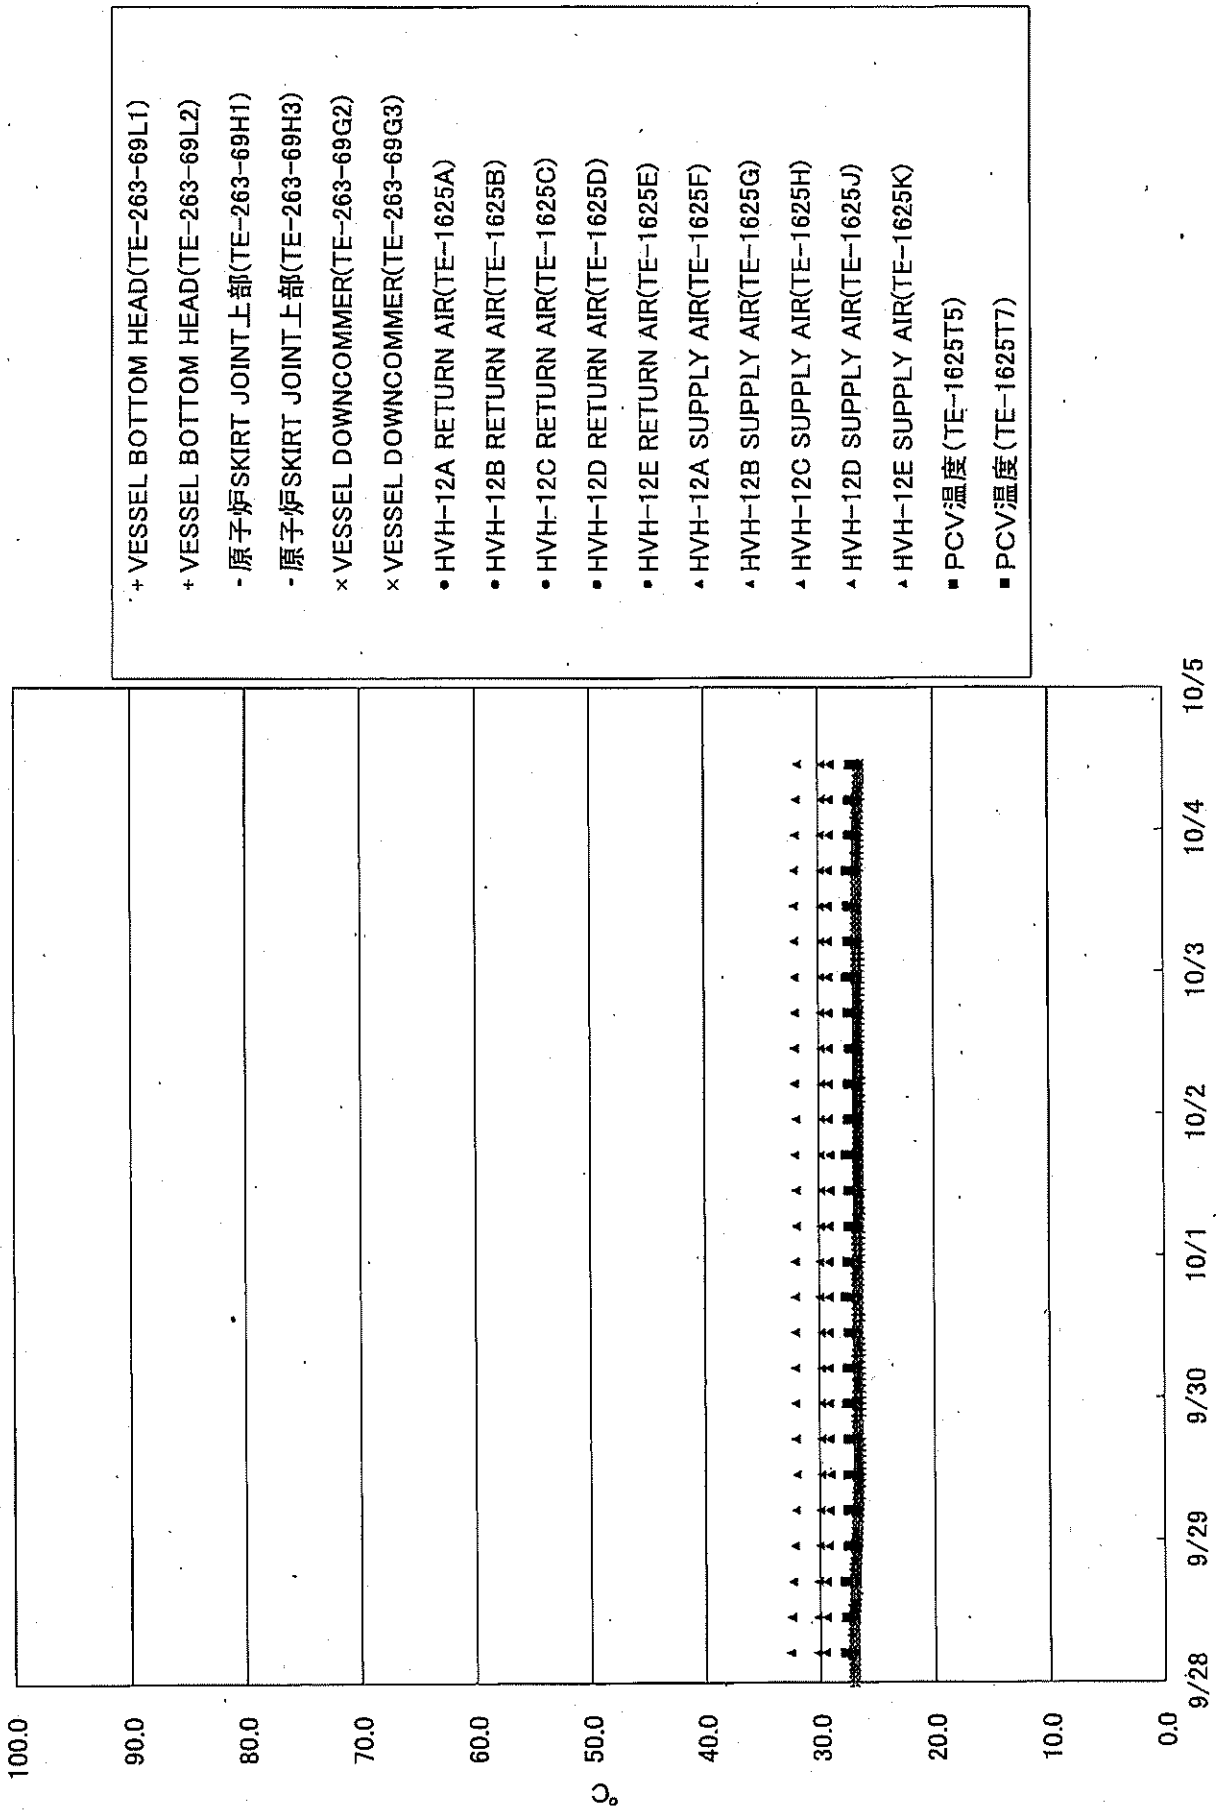 100.0
90.0
80.0
70.0
60.0
50.0
40.0
30.0
20.0
10.0
0.0
℃
9/28
9/29
9/30
10/1
10/2
10/3
10/4
10/5
+ VESSEL BOTTOM HEAD(TE-263-69L1)
+ VESSEL BOTTOM HEAD(TE-263-69L2)
- 原子炉SKIRT JOINT上部(TE-263-69H1)
- 原子炉SKIRT JOINT上部(TE-263-69H3)
× VESSEL DOWNCOMMER(TE-263-69G2)
× VESSEL DOWNCOMMER(TE-263-69G3)
● HVH-12A RETURN AIR(TE-1625A)
● HVH-12B RETURN AIR(TE-1625B)
● HVH-12C RETURN AIR(TE-1625C)
● HVH-12D RETURN AIR(TE-1625D)
● HVH-12E RETURN AIR(TE-1625E)
▲ HVH-12A SUPPLY AIR(TE-1625F)
▲ HVH-12B SUPPLY AIR(TE-1625G)
▲ HVH-12C SUPPLY AIR(TE-1625H)
▲ HVH-12D SUPPLY AIR(TE-1625J)
▲ HVH-12E SUPPLY AIR(TE-1625K)
■ PCV温度(TE-1625T5)
■ PCV温度(TE-1625T7)